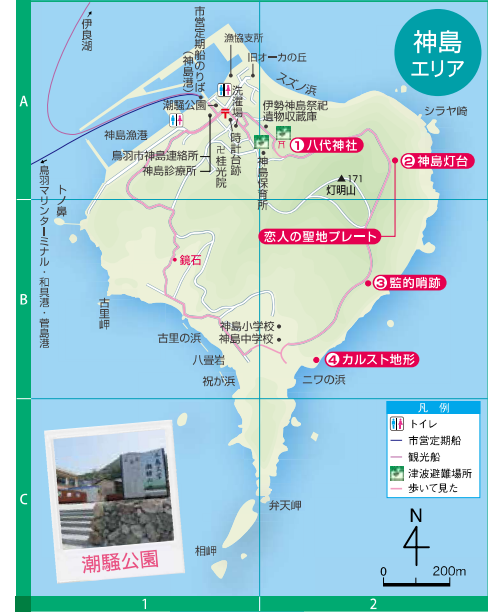 神島
エリア
伊良湖
市営定期船のりば
(神島港)
漁協支所
旧オーカの丘
スズノ浜
洗濯場
潮騒公園
〒
時計台跡
卍桂光院
伊勢神島祭祀
遺物収蔵庫
神島漁港
鳥羽市神島連絡所
神島診療所
神島保育所
①八代神社
シラヤ崎
②神島灯台
▲171
灯明山
トノ鼻
鳥羽マリンターミナル・和具港・菅島港
恋人の聖地プレート
鏡石
③監的哨跡
古里岬
古里の浜
神島小学校
神島中学校
八畳岩
祝が浜
④カルスト地形
ニワの浜
弁天岬
相岬
潮騒公園
凡例
トイレ
市営定期船
観光船
津波避難場所
歩いて見た
N
0 200m
A
B
C
1
2